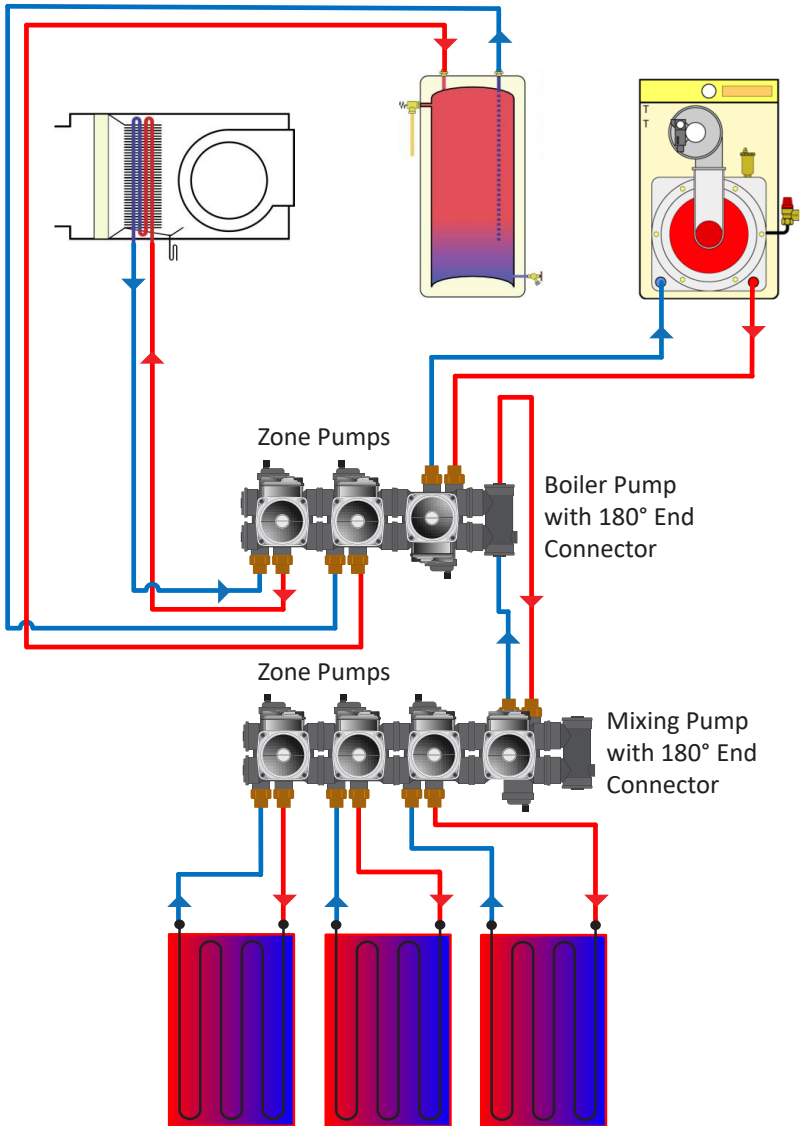 T
T
Zone Pumps
Boiler Pump
with 180° End
Connector
Zone Pumps
Mixing Pump
with 180° End
Connector